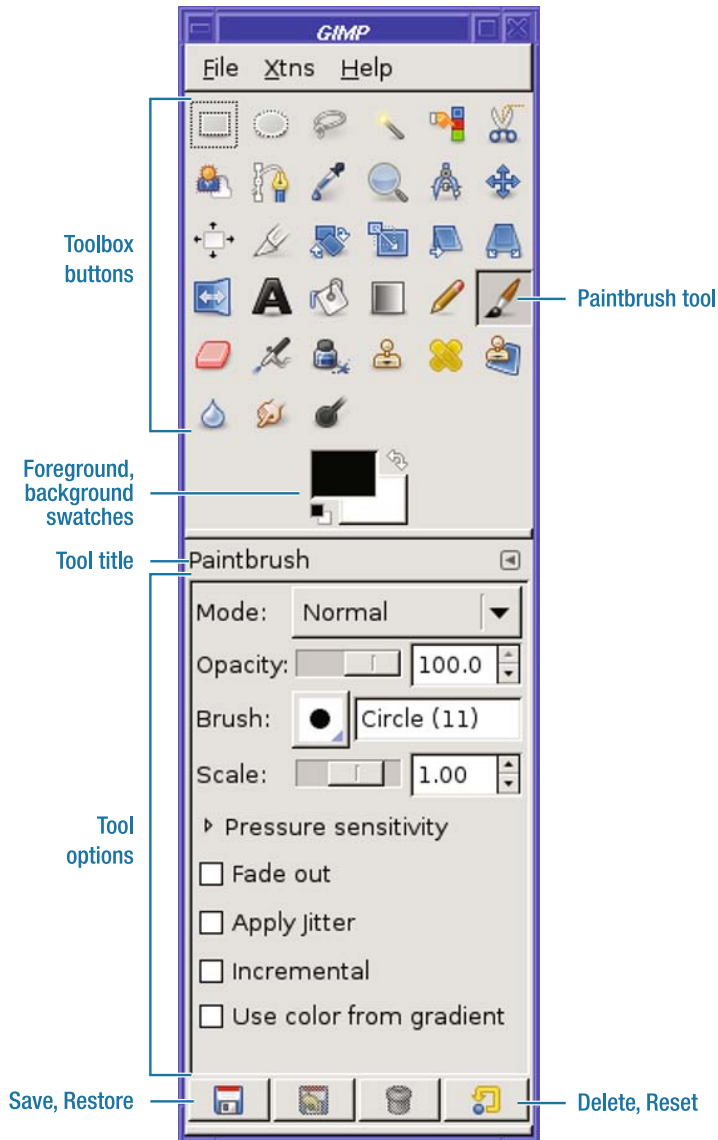 GIMP
File Xtns Help
Toolbox
buttons
Paintbrush tool
Foreground,
background
swatches
Tool title
Paintbrush
Mode: Normal
Opacity: 100.0
Brush: Circle (11)
Scale: 1.00
Tool
options
Pressure sensitivity
Fade out
Apply Jitter
Incremental
Use color from gradient
Save, Restore
Delete, Reset